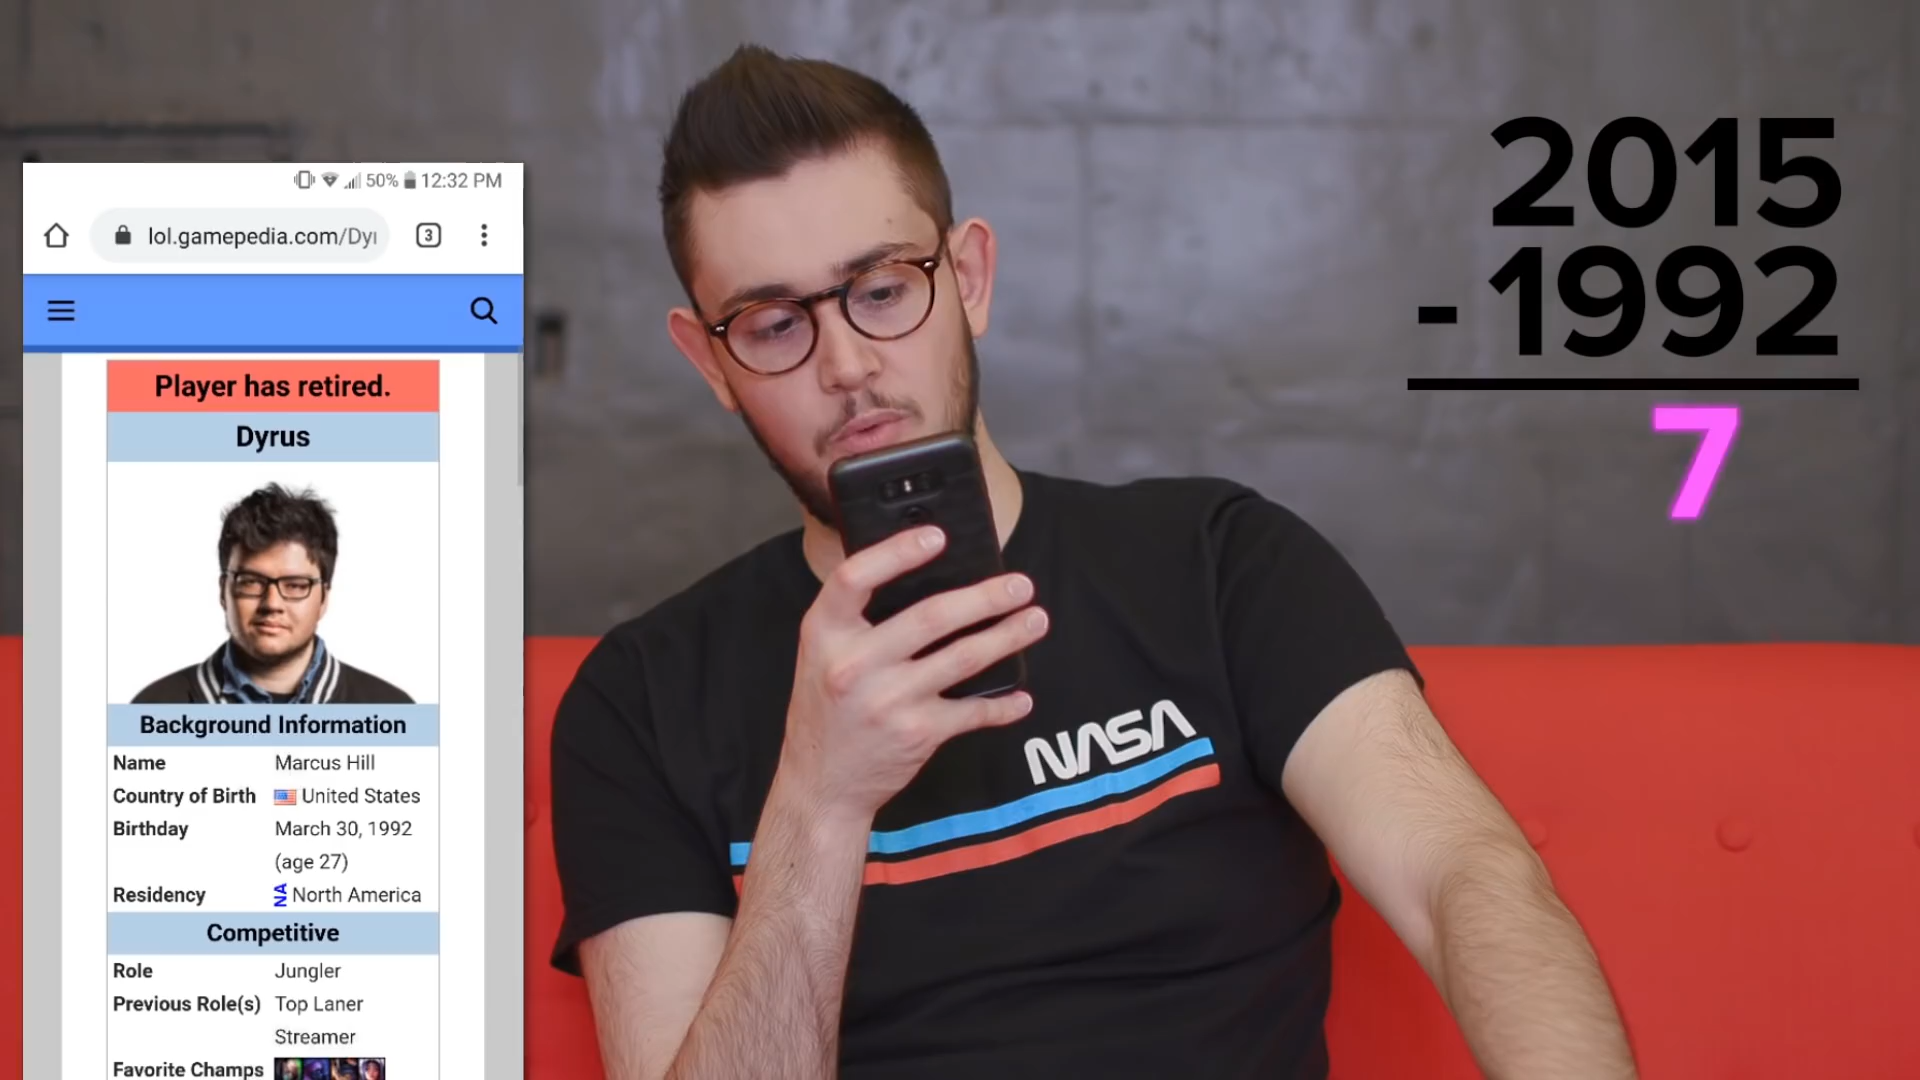 50% 12:32 PM
3
lol.gamepedia.com/Dyr
Player has retired.
Dyrus
Background Information
Name Marcus Hill
Country of Birth United States
Birthday March 30, 1992
(age 27)
Residency NA North America
Competitive
Role Jungler
Previous Role(s) Top Laner
Streamer
Favorite Champs
2015
- 1992
7
NASA